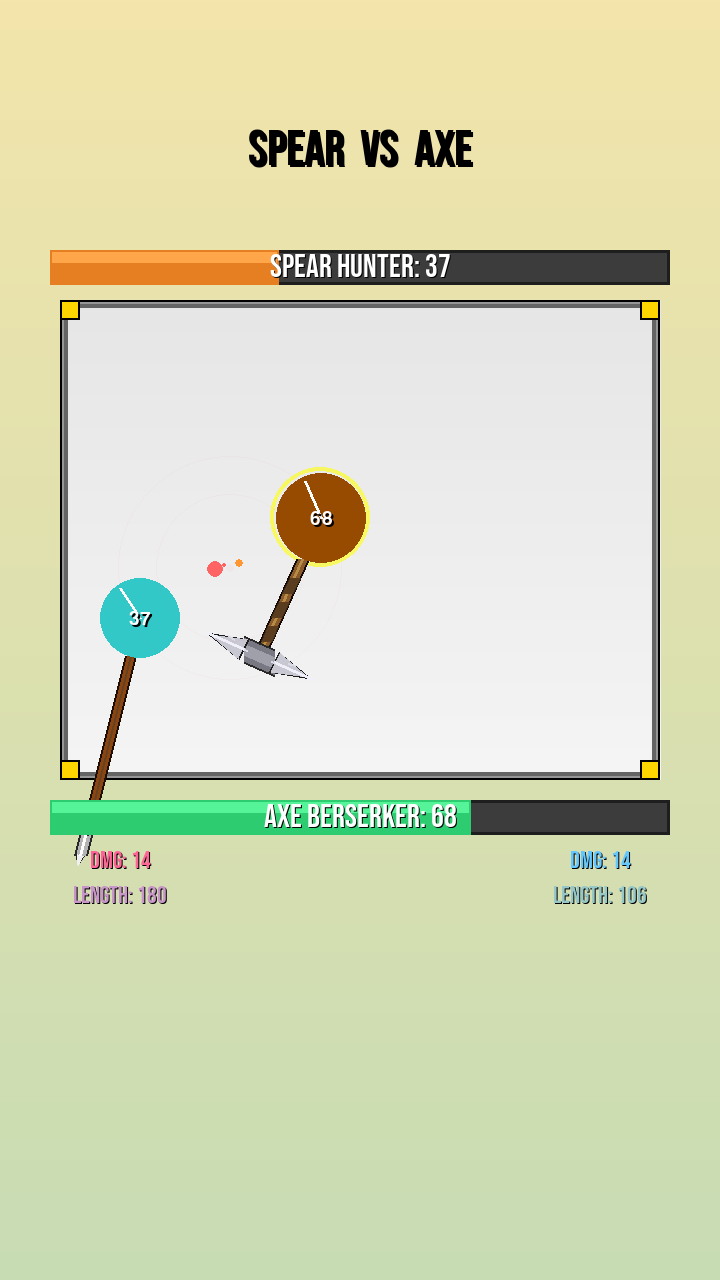 SPEAR VS AXE
SPEAR HUNTER: 37
68
37
AXE BERSERKER: 68
DMG: 14
DMG: 14
LENGTH: 180
LENGTH: 106